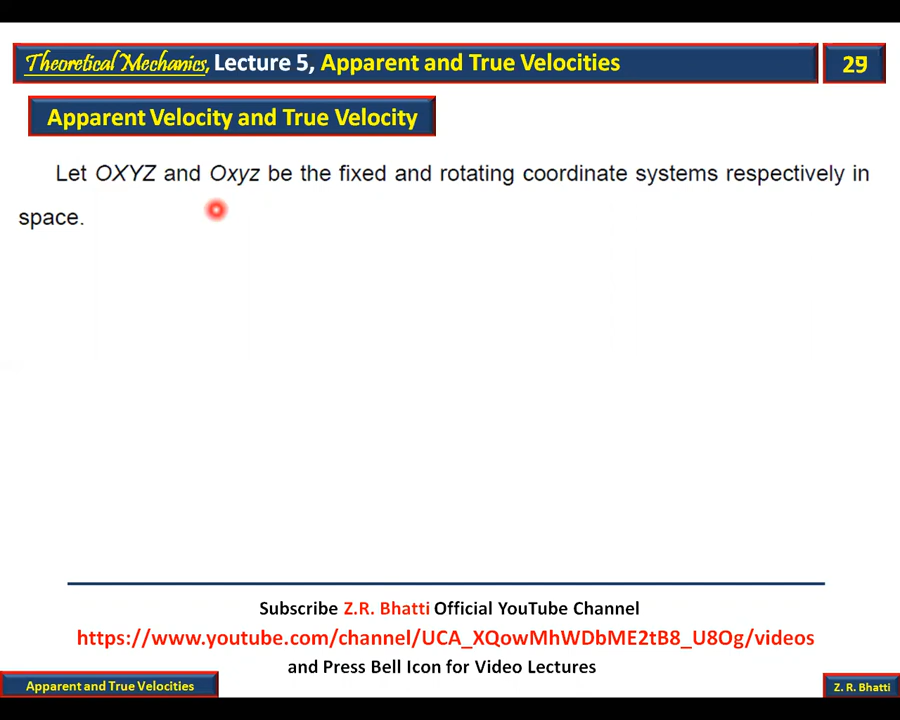 Theoretical Mechanics, Lecture 5, Apparent and True Velocities
Apparent Velocity and True Velocity
Let OXYZ and Oxyz be the fixed and rotating coordinate systems respectively in
space.
Subscribe Z.R. Bhatti Official YouTube Channel
https://www.youtube.com/channel/UCA_XQowMhWDbME2tB8_U8Og/videos
and Press Bell Icon for Video Lectures
Apparent and True Velocities
Z. R. Bhatti